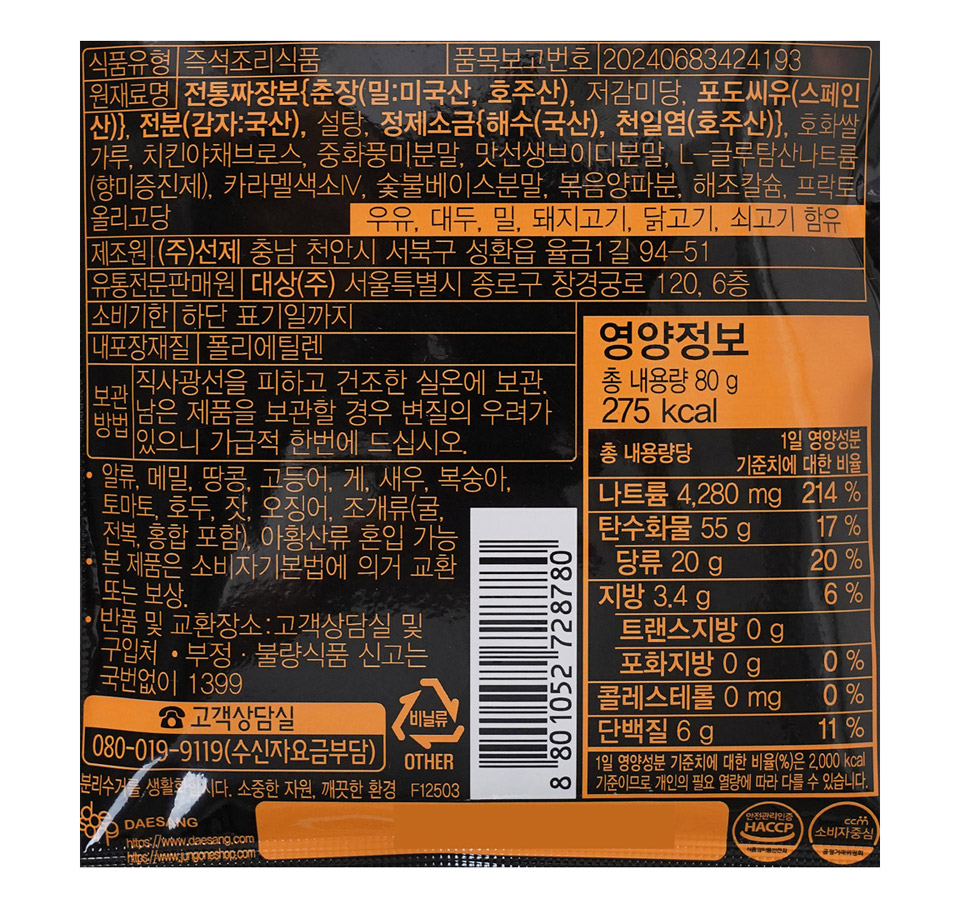 식품유형 즉석조리식품 품목보고번호 20240683424193
원재료명 전통짜장분{춘장(밀:미국산, 호주산), 저감미당, 포도씨유(스페인
산)}, 전분(감자:국산), 설탕, 정제소금{해수(국산), 천일염(호주산)}, 호화쌀
가루, 치킨야채브로스, 중화풍미분말, 맛선생브이디분말, L-글루탐산나트륨
(향미증진제), 카라멜색소IV, 숯불베이스분말, 볶음양파분, 해조칼슘, 프락토
올리고당 우유, 대두, 밀, 돼지고기, 닭고기, 쇠고기 함유
제조원 (주)선제 충남 천안시 서북구 성환읍 율금1길 94-51
유통전문판매원 대상(주) 서울특별시 종로구 창경궁로 120, 6층
소비기한 하단 표기일까지
내포장재질 폴리에틸렌
보관방법 직사광선을 피하고 건조한 실온에 보관.
남은 제품을 보관할 경우 변질의 우려가
있으니 가급적 한번에 드십시오.
• 알류, 메밀, 땅콩, 고등어, 게, 새우, 복숭아,
토마토, 호두, 잣, 오징어, 조개류(굴,
전복, 홍합 포함), 아황산류 혼입 가능
• 본 제품은 소비자기본법에 의거 교환
또는 보상.
• 반품 및 교환장소:고객상담실 및
구입처 • 부정·불량식품 신고는
국번없이 1399
고객상담실
080-019-9119(수신자요금부담)
비닐류
OTHER
분리수거를 생활화합시다. 소중한 자원, 깨끗한 환경 F12503
8 801052 728780
영양정보
총 내용량 80 g
275 kcal
총 내용량당 1일 영양성분
기준치에 대한 비율
나트륨 4,280 mg 214 %
탄수화물 55 g 17 %
당류 20 g 20 %
지방 3.4 g 6 %
트랜스지방 0 g
포화지방 0 g 0 %
콜레스테롤 0 mg 0 %
단백질 6 g 11 %
1일 영양성분 기준치에 대한 비율(%)은 2,000 kcal
기준이므로 개인의 필요 열량에 따라 다를 수 있습니다.
DAESANG
https://www.daesang.com
https://www.jungoneshop.com
안전관리인증
HACCP
식품의약품안전처
ccm
소비자중심
공정거래위원회